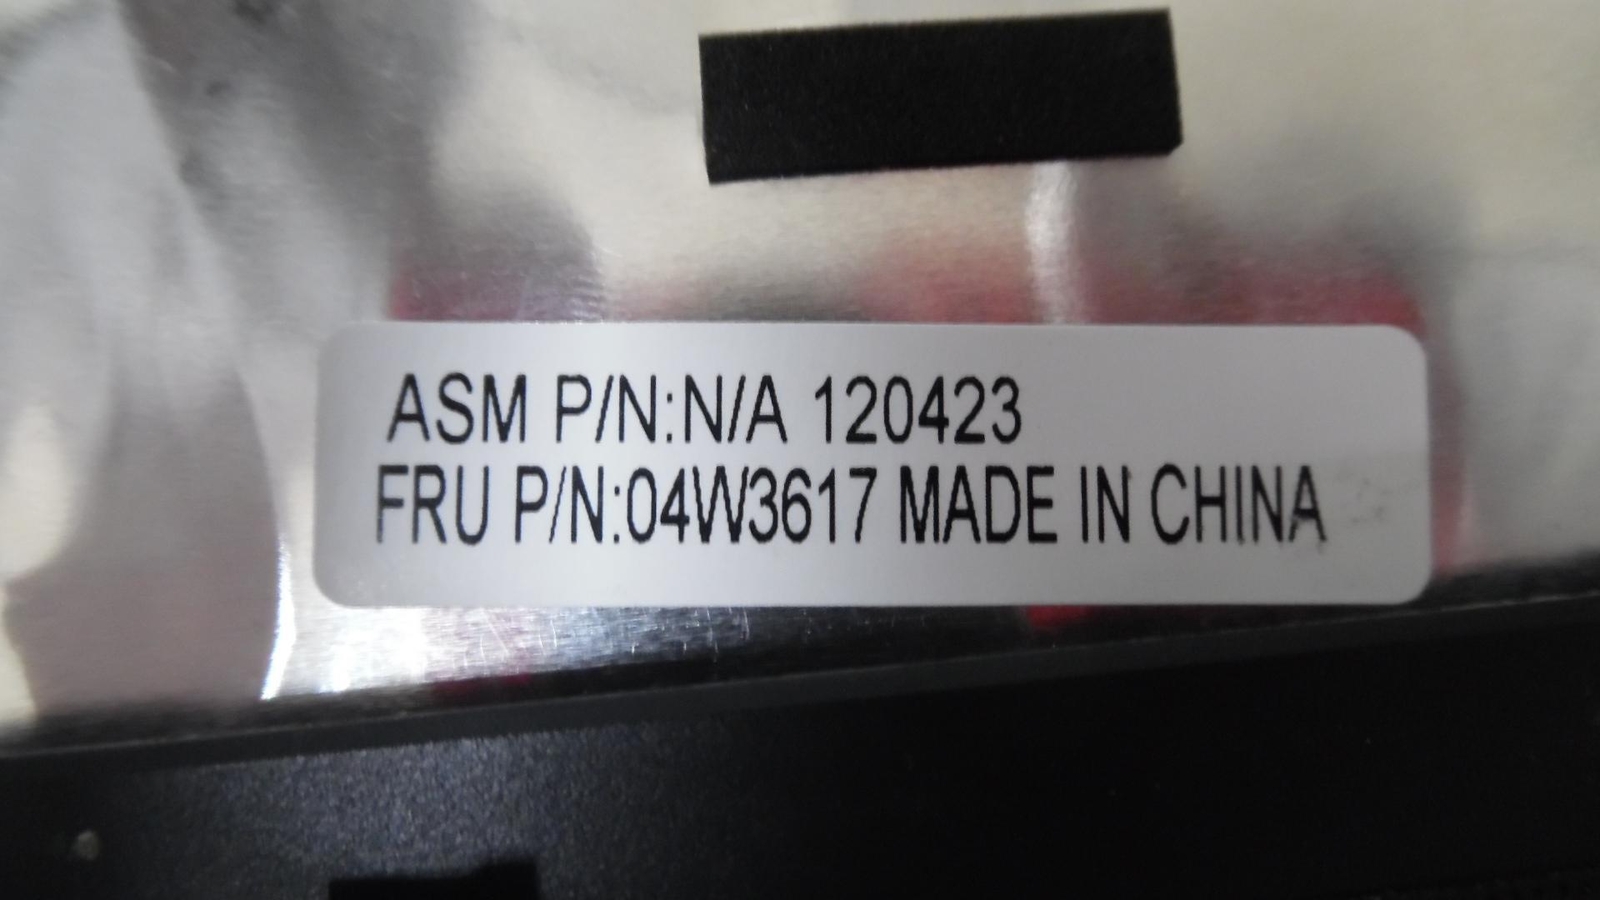 ASM P/N:N/A 120423
FRU P/N:04W3617 MADE IN CHINA